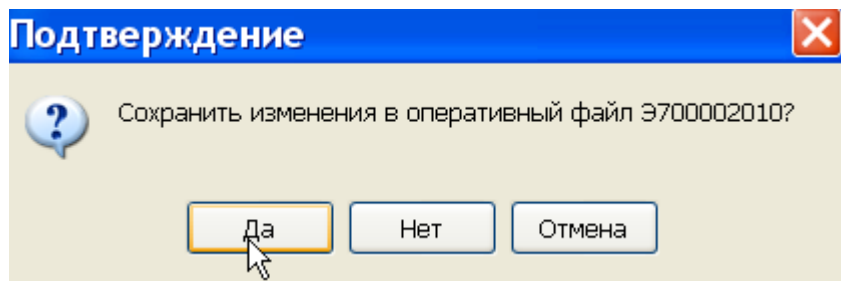 Подтверждение
Сохранить изменения в оперативный файл Э700002010?
Да
Нет
Отмена